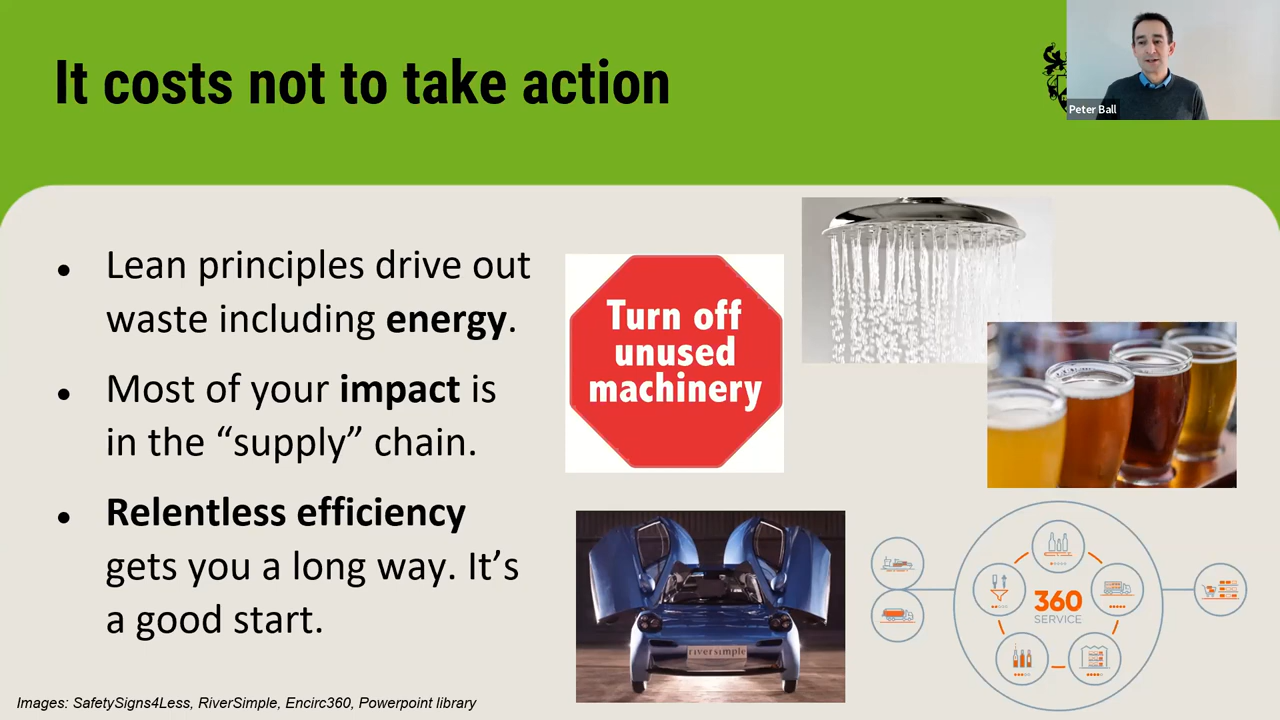 It costs not to take action
Peter Ball
• Lean principles drive out
waste including energy.
• Most of your impact is
in the “supply” chain.
• Relentless efficiency
gets you a long way. It’s
a good start.
Turn off
unused
machinery
riversimple
360
SERVICE
Images: SafetySigns4Less, RiverSimple, Encirc360, Powerpoint library